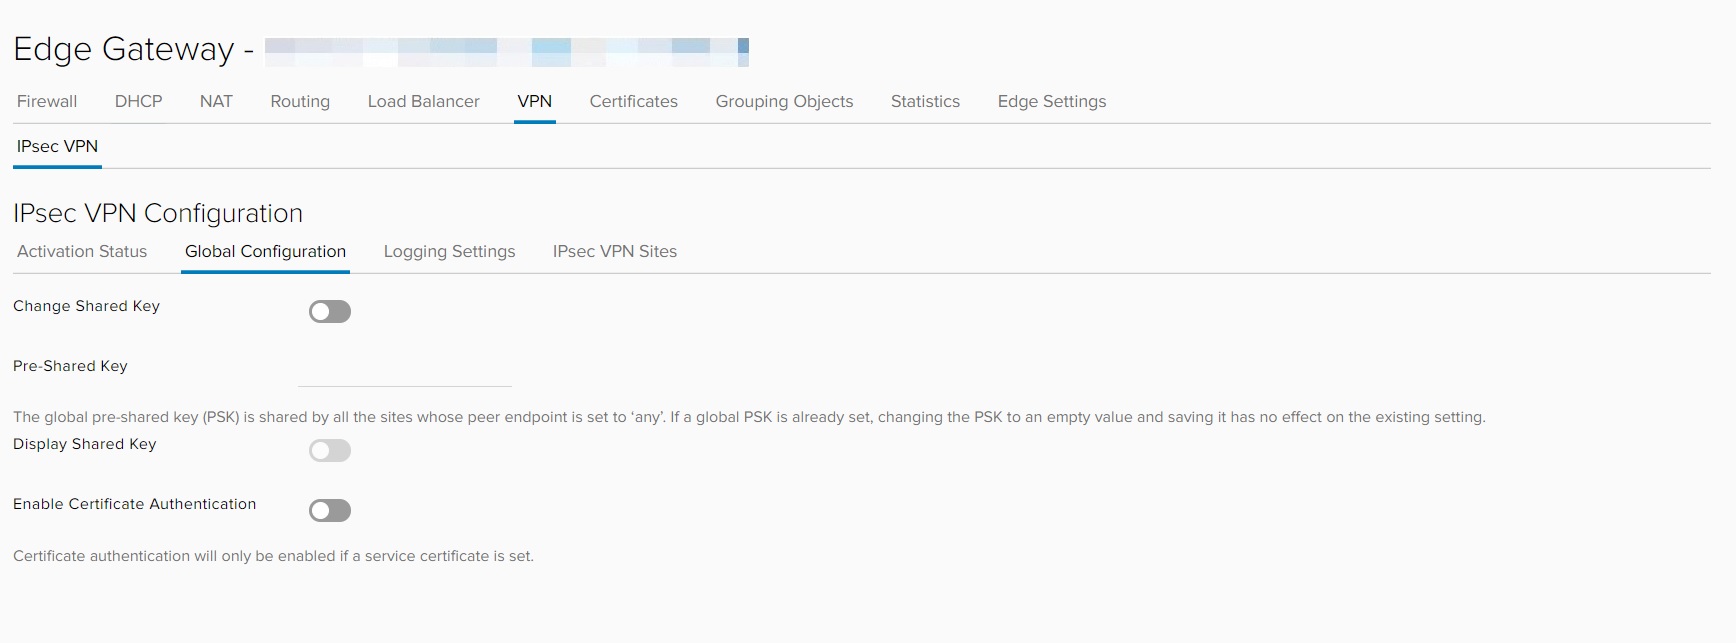 Edge Gateway -
Firewall DHCP NAT Routing Load Balancer VPN Certificates Grouping Objects Statistics Edge Settings
IPsec VPN
IPsec VPN Configuration
Activation Status Global Configuration Logging Settings IPsec VPN Sites
Change Shared Key
Pre-Shared Key
The global pre-shared key (PSK) is shared by all the sites whose peer endpoint is set to ‘any’. If a global PSK is already set, changing the PSK to an empty value and saving it has no effect on the existing setting.
Display Shared Key
Enable Certificate Authentication
Certificate authentication will only be enabled if a service certificate is set.